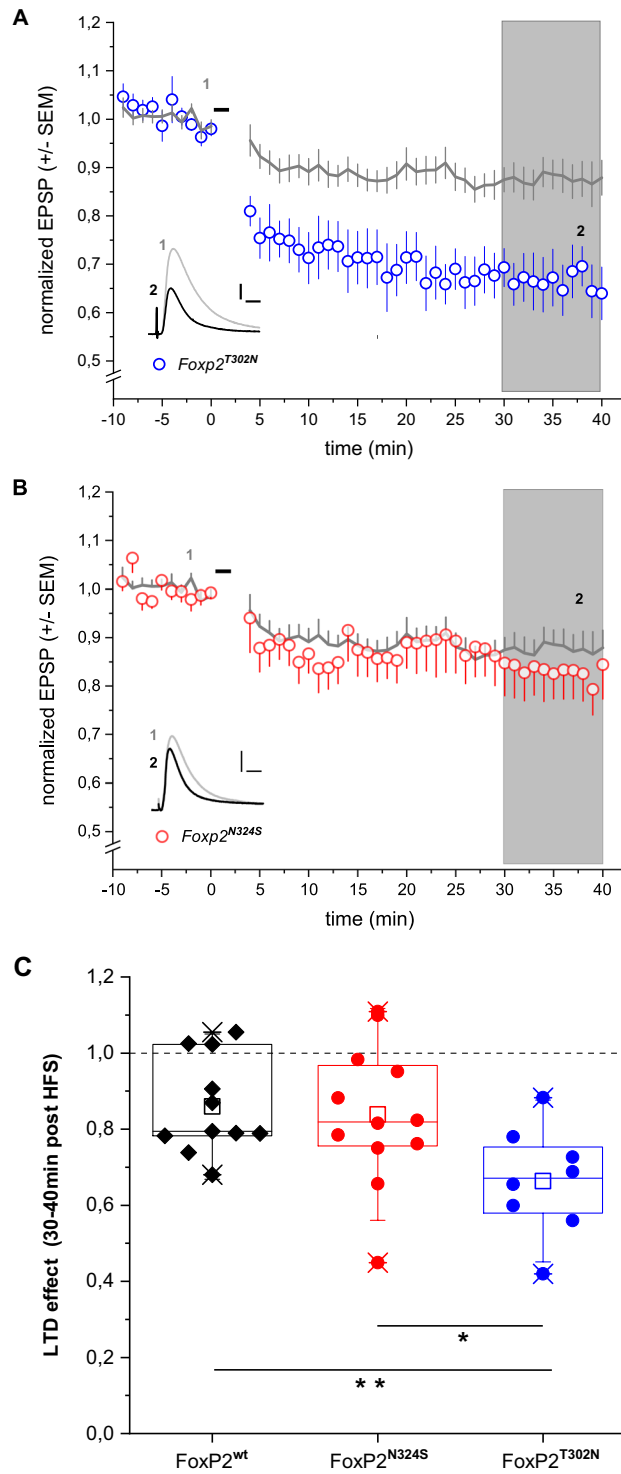 A
normalized EPSP (+/- SEM)
1,2
1,1
1,0
0,9
0,8
0,7
0,6
0,5
1
2
1
2
Foxp2T302N
-10 -5 0 5 10 15 20 25 30 35 40
time (min)
B
normalized EPSP (+/- SEM)
1,2
1,1
1,0
0,9
0,8
0,7
0,6
0,5
1
2
1
2
Foxp2N324S
-10 -5 0 5 10 15 20 25 30 35 40
time (min)
C
LTD effect (30-40min post HFS)
1,2
1,0
0,8
0,6
0,4
0,2
0,0
*
* *
FoxP2wt FoxP2N324S FoxP2T302N